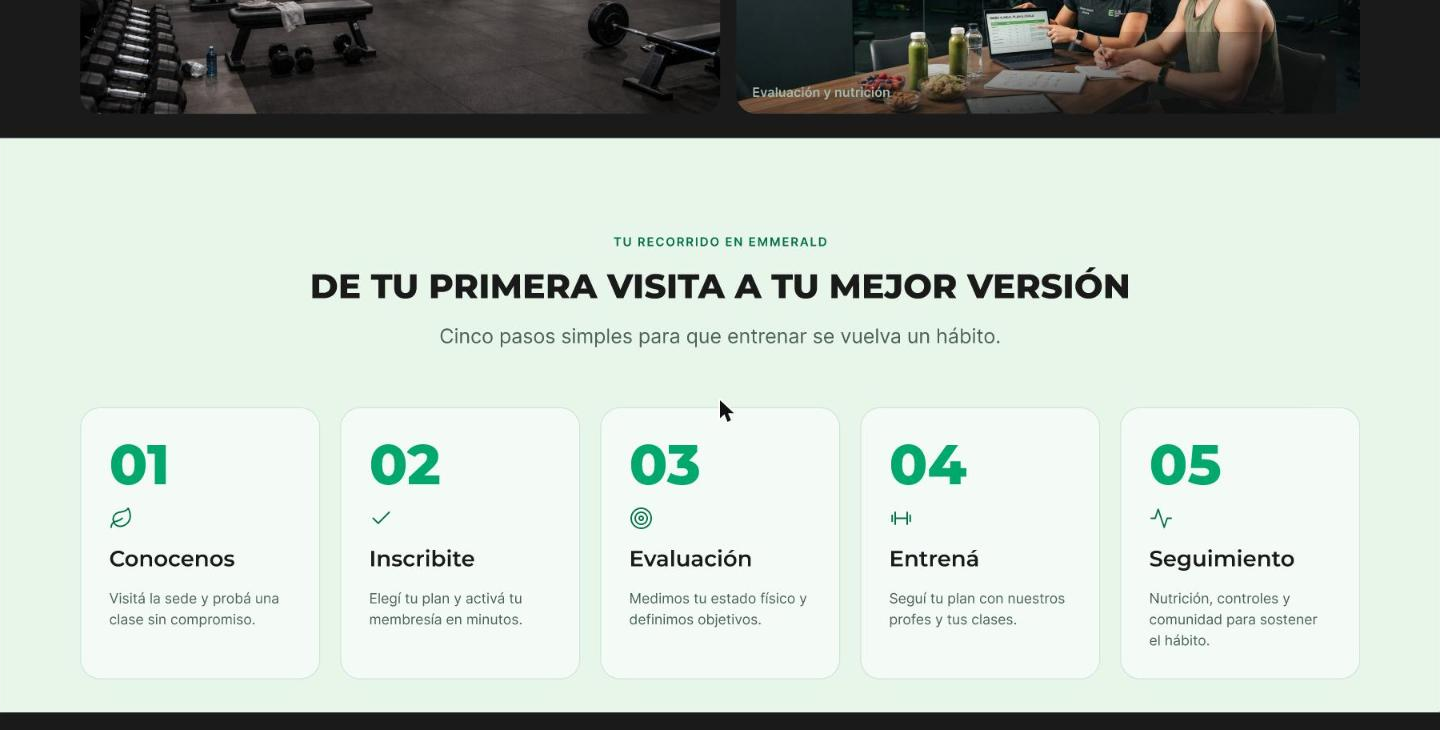 Evaluación y nutrición
TU RECORRIDO EN EMMERALD
DE TU PRIMERA VISITA A TU MEJOR VERSIÓN
Cinco pasos simples para que entrenar se vuelva un hábito.
01
Conocenos
Visitá la sede y probá una
clase sin compromiso.
02
Inscribite
Elegí tu plan y activá tu
membresía en minutos.
03
Evaluación
Medimos tu estado físico y
definimos objetivos.
04
Entrená
Seguí tu plan con nuestros
profes y tus clases.
05
Seguimiento
Nutrición, controles y
comunidad para sostener
el hábito.